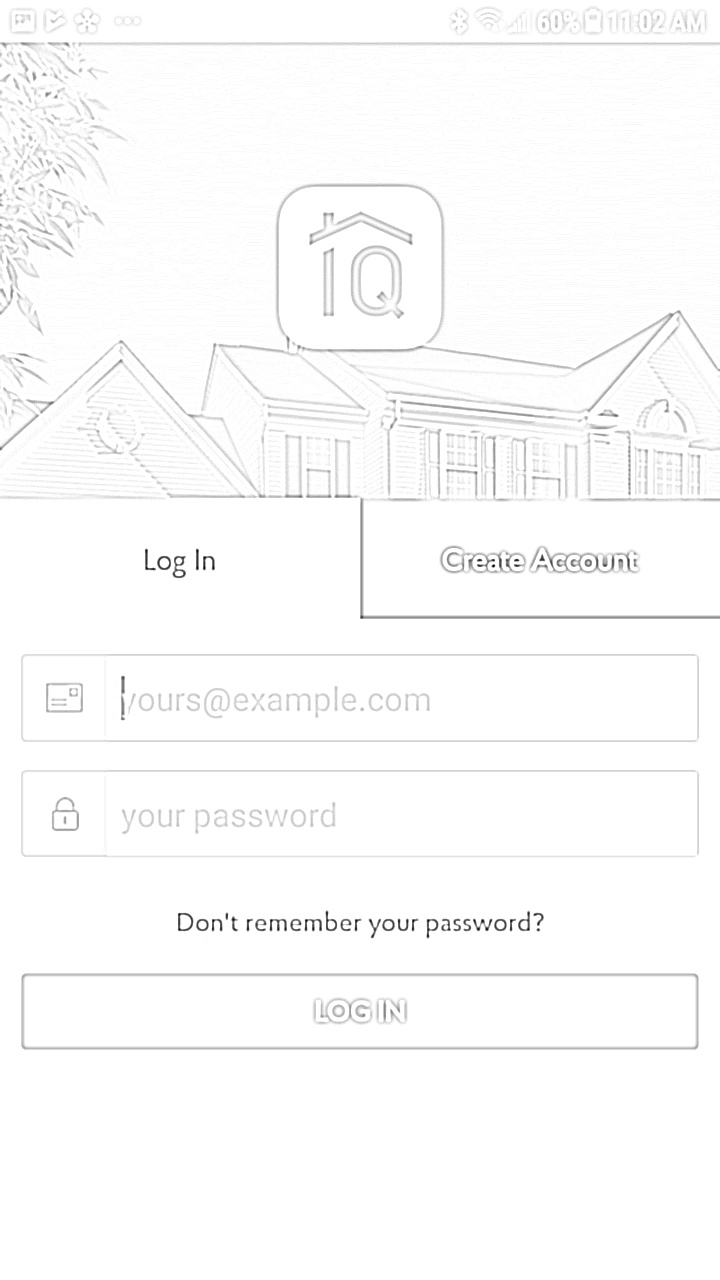 60% 11:02 AM
IQ
Log In
Create Account
yours@example.com
your password
Don't remember your password?
LOG IN